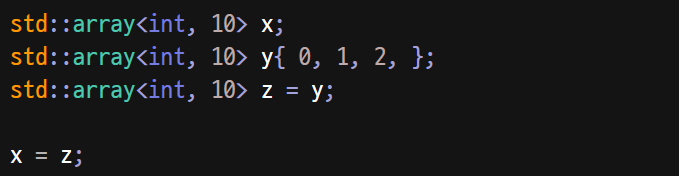 std::array<int, 10> x;
std::array<int, 10> y{ 0, 1, 2, };
std::array<int, 10> z = y;
x = z;